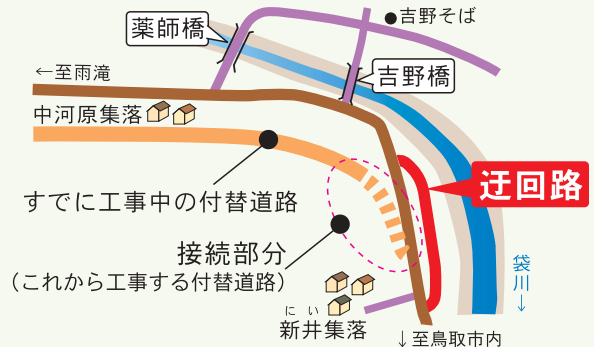 薬師橋
●吉野そば
←至雨滝
吉野橋
中河原集落
すでに工事中の付替道路
迂回路
接続部分
（これから工事する付替道路）
袋川→
にい
新井集落
↓至鳥取市内